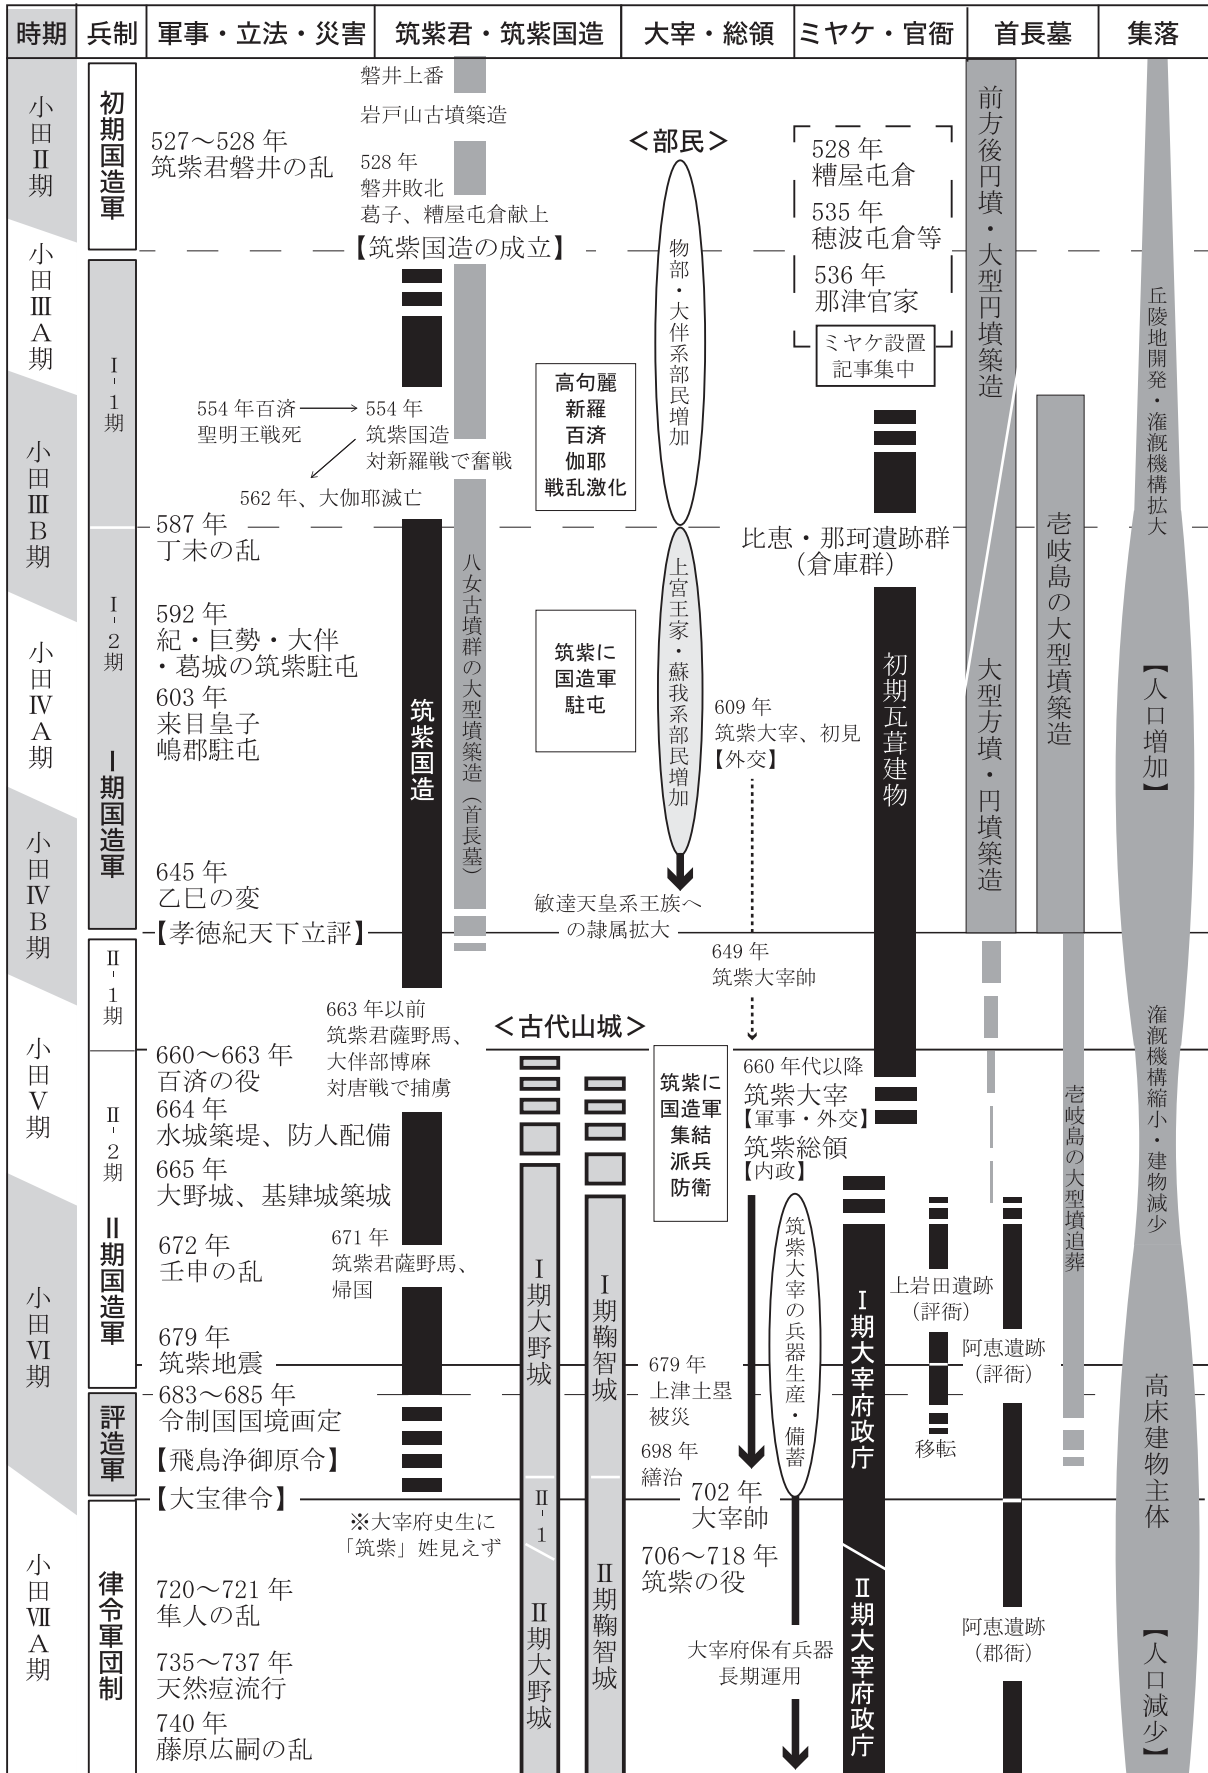 時期
兵制
軍事・立法・災害
筑紫君・筑紫国造
大宰・総領
ミヤケ・官衙
首長墓
集落
小田Ⅱ期
小田ⅢA期
小田ⅢB期
小田ⅣA期
小田ⅣB期
小田Ⅴ期
小田Ⅵ期
小田ⅦA期
初期国造軍
Ⅰ-1期
Ⅰ-2期
Ⅰ期国造軍
Ⅱ-1期
Ⅱ-2期
Ⅱ期国造軍
評造軍
律令軍団制
527～528年
筑紫君磐井の乱
554年百済
聖明王戦死
562年、大伽耶滅亡
587年
丁未の乱
592年
紀・巨勢・大伴
・葛城の筑紫駐屯
603年
来目皇子
嶋郡駐屯
645年
乙巳の変
【孝徳紀天下立評】
660～663年
百済の役
664年
水城築堤、防人配備
665年
大野城、基肄城築城
672年
壬申の乱
679年
筑紫地震
683～685年
令制国国境画定
【飛鳥浄御原令】
【大宝律令】
720～721年
隼人の乱
735～737年
天然痘流行
740年
藤原広嗣の乱
磐井上番
岩戸山古墳築造
528年
磐井敗北
葛子、糟屋屯倉献上
【筑紫国造の成立】
554年
筑紫国造
対新羅戦で奮戦
筑紫国造
八女古墳群の大型墳築造（首長墓）
663年以前
筑紫君薩野馬、
大伴部博麻
対唐戦で捕虜
671年
筑紫君薩野馬、
帰国
※大宰府史生に
「筑紫」姓見えず
＜古代山城＞
Ⅰ期大野城
Ⅱ-1
Ⅱ期大野城
Ⅰ期鞠智城
Ⅱ期鞠智城
＜部民＞
物部・大伴系部民増加
高句麗
新羅
百済
伽耶
戦乱激化
上宮王家・蘇我系部民増加
筑紫に
国造軍
駐屯
敏達天皇系王族へ
の隷属拡大
609年
筑紫大宰、初見
【外交】
649年
筑紫大宰帥
筑紫に
国造軍
集結
派兵
防衛
660年代以降
筑紫大宰
【軍事・外交】
筑紫総領
【内政】
筑紫大宰の兵器生産・備蓄
679年
上津土塁
被災
698年
繕治
702年
大宰帥
706～718年
筑紫の役
大宰府保有兵器
長期運用
528年
糟屋屯倉
535年
穂波屯倉等
536年
那津官家
ミヤケ設置
記事集中
比恵・那珂遺跡群
（倉庫群）
初期瓦葺建物
Ⅰ期大宰府政庁
Ⅱ期大宰府政庁
上岩田遺跡
（評衙）
移転
阿恵遺跡
（評衙）
阿恵遺跡
（郡衙）
前方後円墳・大型円墳築造
大型方墳・円墳築造
壱岐島の大型墳築造
壱岐島の大型墳追葬
丘陵地開発・灌漑機構拡大
【人口増加】
灌漑機構縮小・建物減少
高床建物主体
【人口減少】